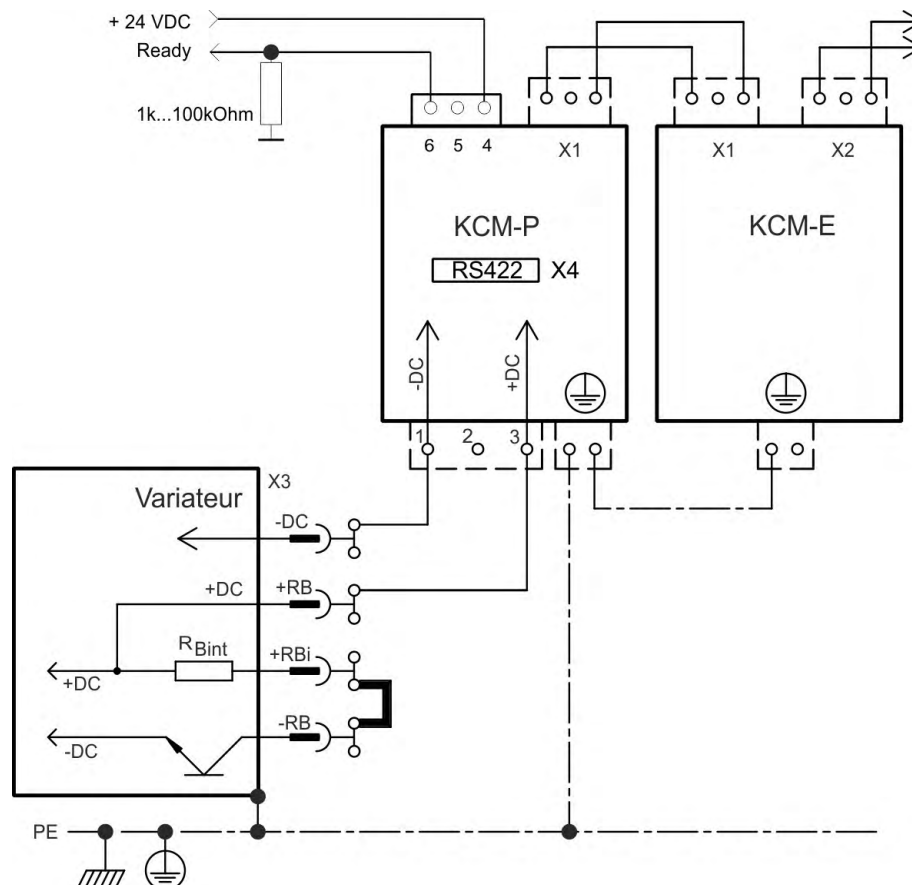 + 24 VDC
Ready
1k...100kOhm
6 5 4
X1
X1
X2
KCM-P
KCM-E
RS422
X4
-DC
+DC
1
2
3
Variateur
X3
-DC
+DC
+RB
RBint
+RBi
+DC
-RB
-DC
PE